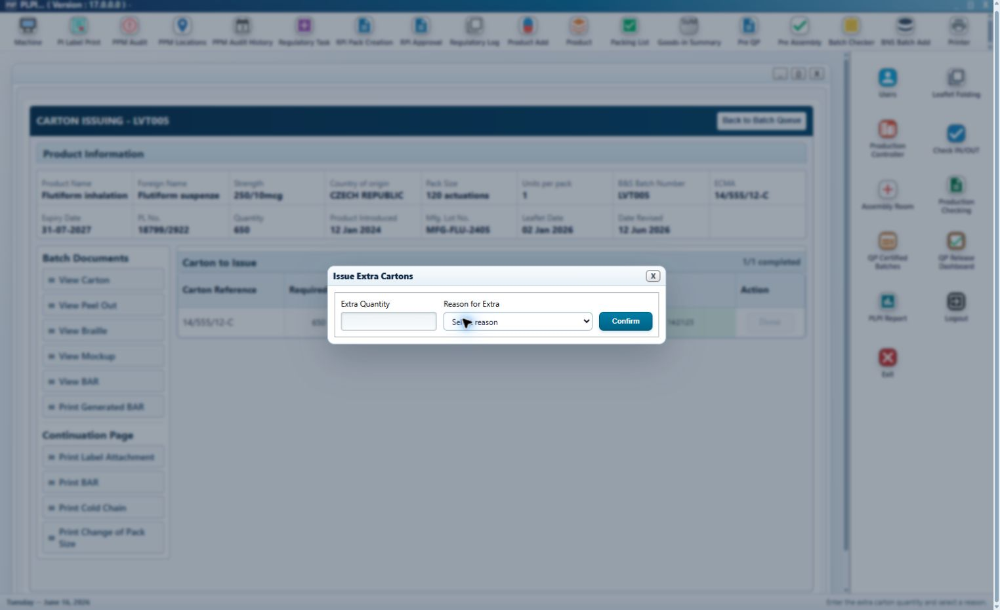 PLPI... ( Version : 17.0.0.0 ) -
Machine
PI Label Print
PPM Audit
PPM Locations
PPM Audit History
Regulatory Task
RPI Pack Creation
RPI Approval
Regulatory Log
Product Add
Product
Packing List
Goods-in Summary
Pre QP
Pre Assembly
Batch Checker
BNS Batch Add
Printer
CARTON ISSUING - LVT005
Back to Batch Queue
Product Information
Product Name
Foreign Name
Strength
Country of origin
Pack Size
Units per pack
B&S Batch Number
ECMA
Flutiform inhalation
Flutiform suspenze
250/10mcg
CZECH REPUBLIC
120 actuations
1
LVT005
14/555/12-C
Expiry Date
PL No.
Quantity
Product Introduced
Mfg. Lot No.
Leaflet Date
Date Revised
31-07-2027
18799/2922
650
12 Jan 2024
MFG-FLU-2405
02 Jan 2026
12 Jun 2026
Batch Documents
View Carton
View Peel Out
View Braille
View Mockup
View BAR
Print Generated BAR
Continuation Page
Print Label Attachment
Print BAR
Print Cold Chain
Print Change of Pack
Size
Carton to Issue
1/1 completed
Carton Reference
Required
Action
14/555/12-C
650
Done
Issue Extra Cartons
X
Extra Quantity
Reason for Extra
reason
Confirm
Users
Leaflet Folding
Production
Controller
Check IN/OUT
Assembly Room
Production
Checking
QP Certified
Batches
QP Release
Dashboard
PLPI Report
Logout
Exit
Tuesday -- June 16, 2026
Enter the extra carton quantity and select a reason.